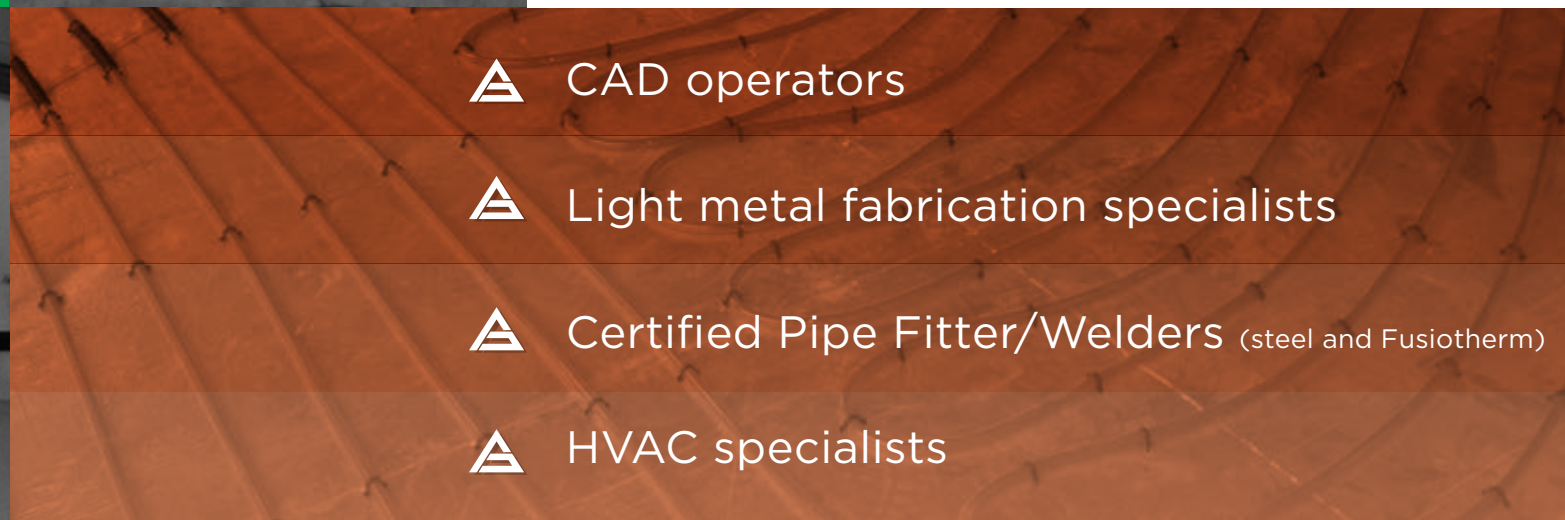 CAD operators
Light metal fabrication specialists
Certified Pipe Fitter/Welders (steel and Fusiotherm)
HVAC specialists